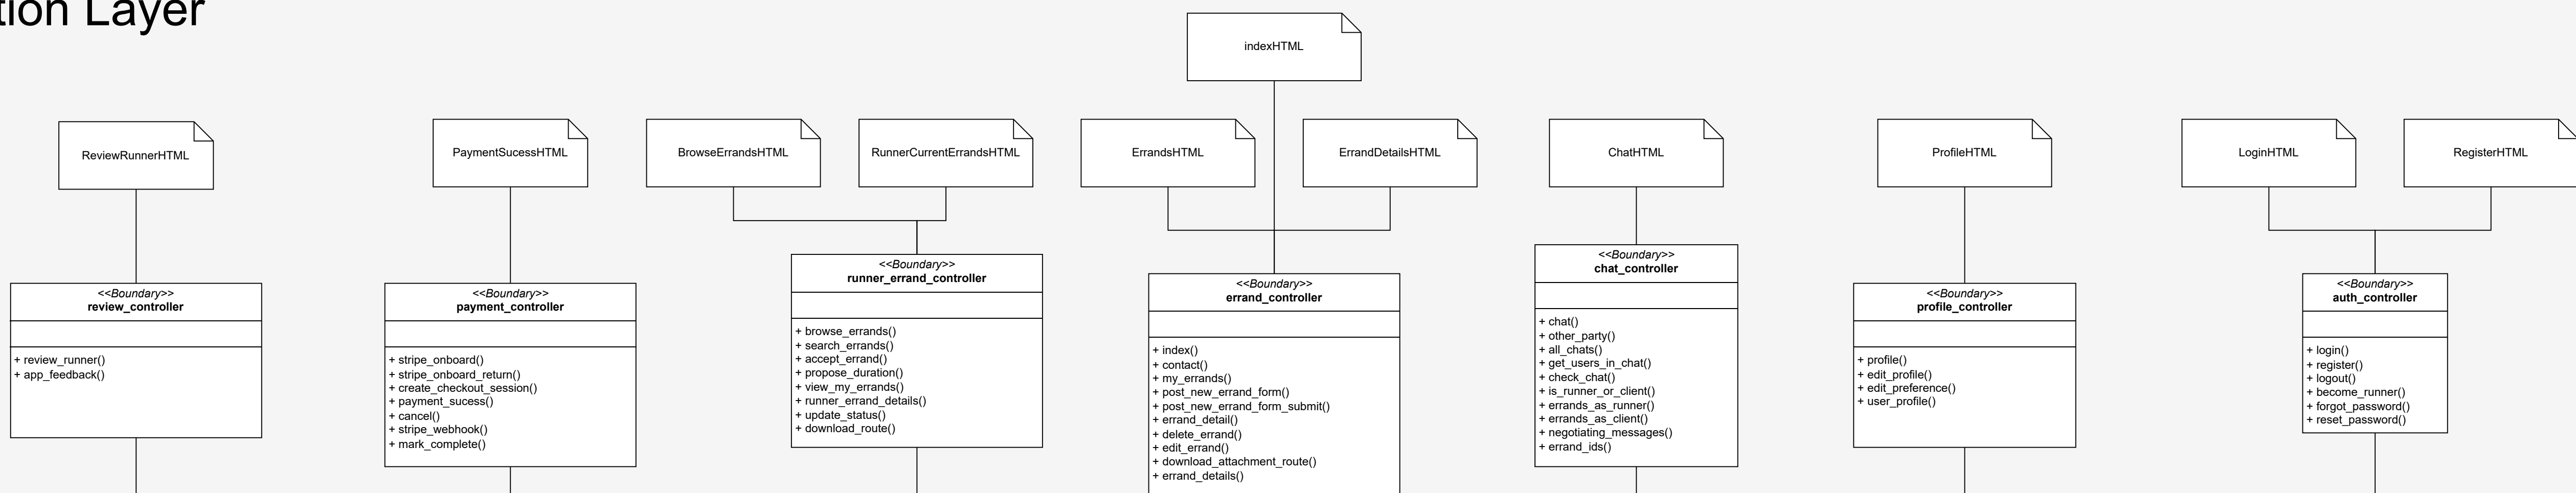 tion Layer
indexHTML
ReviewRunnerHTML
PaymentSucessHTML
BrowseErrandsHTML
RunnerCurrentErrandsHTML
ErrandsHTML
ErrandDetailsHTML
ChatHTML
ProfileHTML
LoginHTML
RegisterHTML
<<Boundary>>
review_controller
+ review_runner()
+ app_feedback()
<<Boundary>>
payment_controller
+ stripe_onboard()
+ stripe_onboard_return()
+ create_checkout_session()
+ payment_sucess()
+ cancel()
+ stripe_webhook()
+ mark_complete()
<<Boundary>>
runner_errand_controller
+ browse_errands()
+ search_errands()
+ accept_errand()
+ propose_duration()
+ view_my_errands()
+ runner_errand_details()
+ update_status()
+ download_route()
<<Boundary>>
errand_controller
+ index()
+ contact()
+ my_errands()
+ post_new_errand_form()
+ post_new_errand_form_submit()
+ errand_detail()
+ delete_errand()
+ edit_errand()
+ download_attachment_route()
+ errand_details()
<<Boundary>>
chat_controller
+ chat()
+ other_party()
+ all_chats()
+ get_users_in_chat()
+ check_chat()
+ is_runner_or_client()
+ errands_as_runner()
+ errands_as_client()
+ negotiating_messages()
+ errand_ids()
<<Boundary>>
profile_controller
+ profile()
+ edit_profile()
+ edit_preference()
+ user_profile()
<<Boundary>>
auth_controller
+ login()
+ register()
+ logout()
+ become_runner()
+ forgot_password()
+ reset_password()